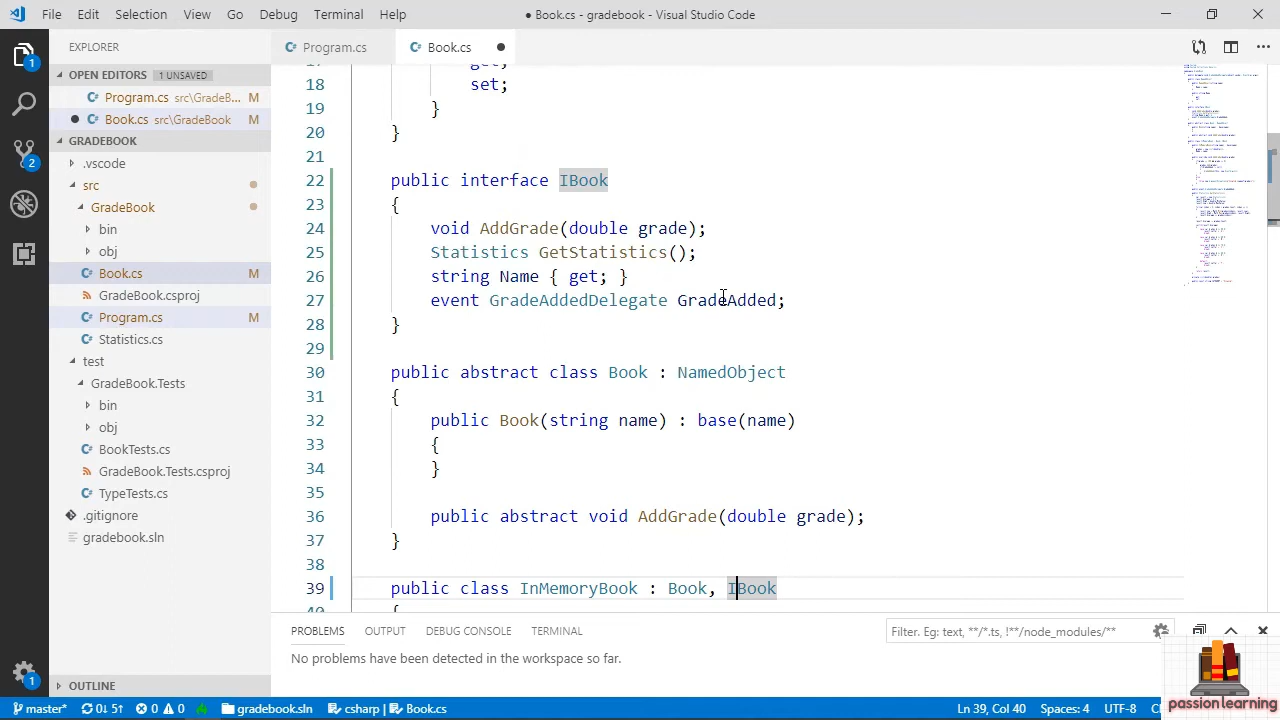 File Edit Selection View Go Debug Terminal Help ● Book.cs - gradebook - Visual Studio Code
EXPLORER
Program.cs Book.cs ●
OPEN EDITORS 1 UNSAVED
Program.cs src\GradeB... M
● Book.cs src\GradeBook M
GRADEBOOK
.vscode
src
GradeBook
bin
obj
Book.cs M
GradeBook.csproj
Program.cs M
Statistics.cs
test
GradeBook.Tests
bin
obj
BookTests.cs
GradeBook.Tests.csproj
TypeTests.cs
.gitignore
gradebook.sln
OUTLINE
1
2
1
17 get;
18 set;
19 }
20 }
21
22 public interface IBook
23 {
24 void AddGrade(double grade);
25 Statistics GetStatistics();
26 string Name { get; }
27 event GradeAddedDelegate GradeAdded;
28 }
29
30 public abstract class Book : NamedObject
31 {
32 public Book(string name) : base(name)
33 {
34 }
35
36 public abstract void AddGrade(double grade);
37 }
38
39 public class InMemoryBook : Book, IBook
40 {
PROBLEMS OUTPUT DEBUG CONSOLE TERMINAL Filter. Eg: text, **/*.ts, !**/node_modules/**
No problems have been detected in the workspace so far.
passion learning
master* 0↓ 5↑ 0 0 gradebook.sln csharp | Book.cs Ln 39, Col 40 Spaces: 4 UTF-8